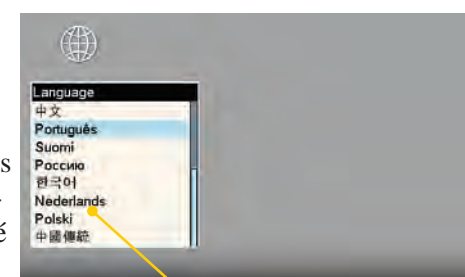 Language
中文
Português
Suomi
Россию
한국어
Nederlands
Polski
中國傳統